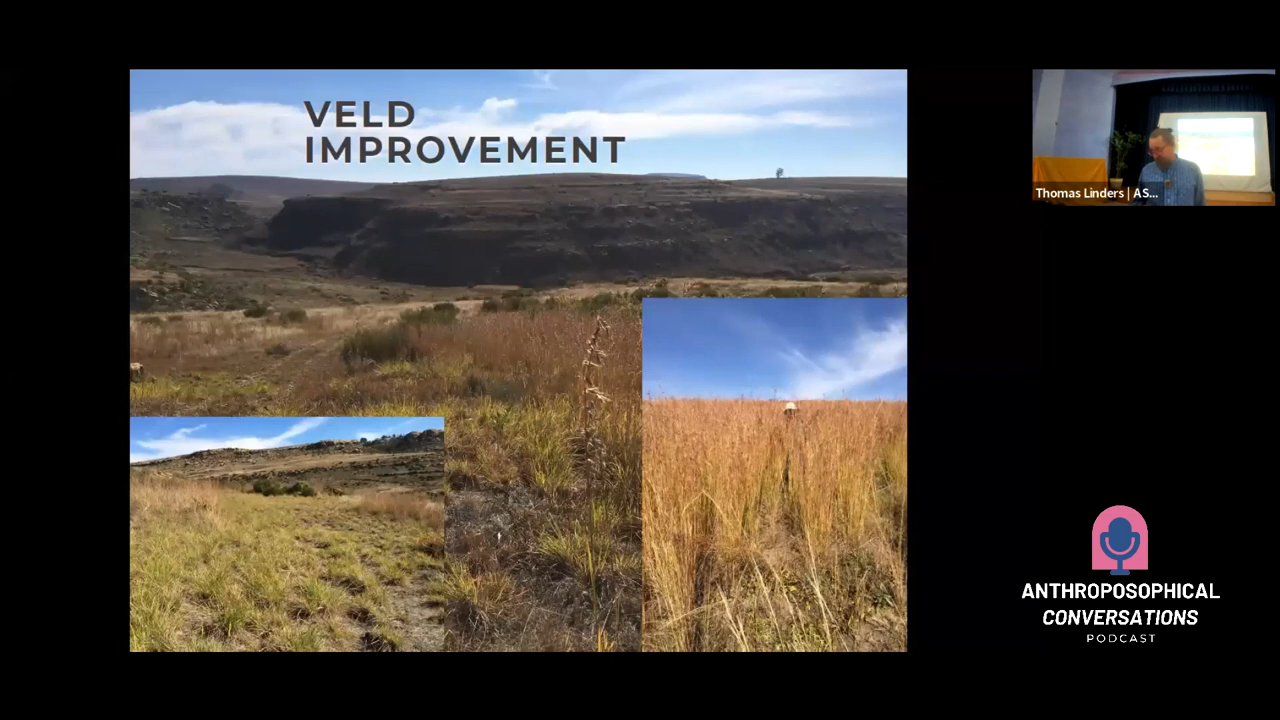 VELD
IMPROVEMENT
Thomas Linders | AS...
ANTHROPOSOPHICAL
CONVERSATIONS
PODCAST